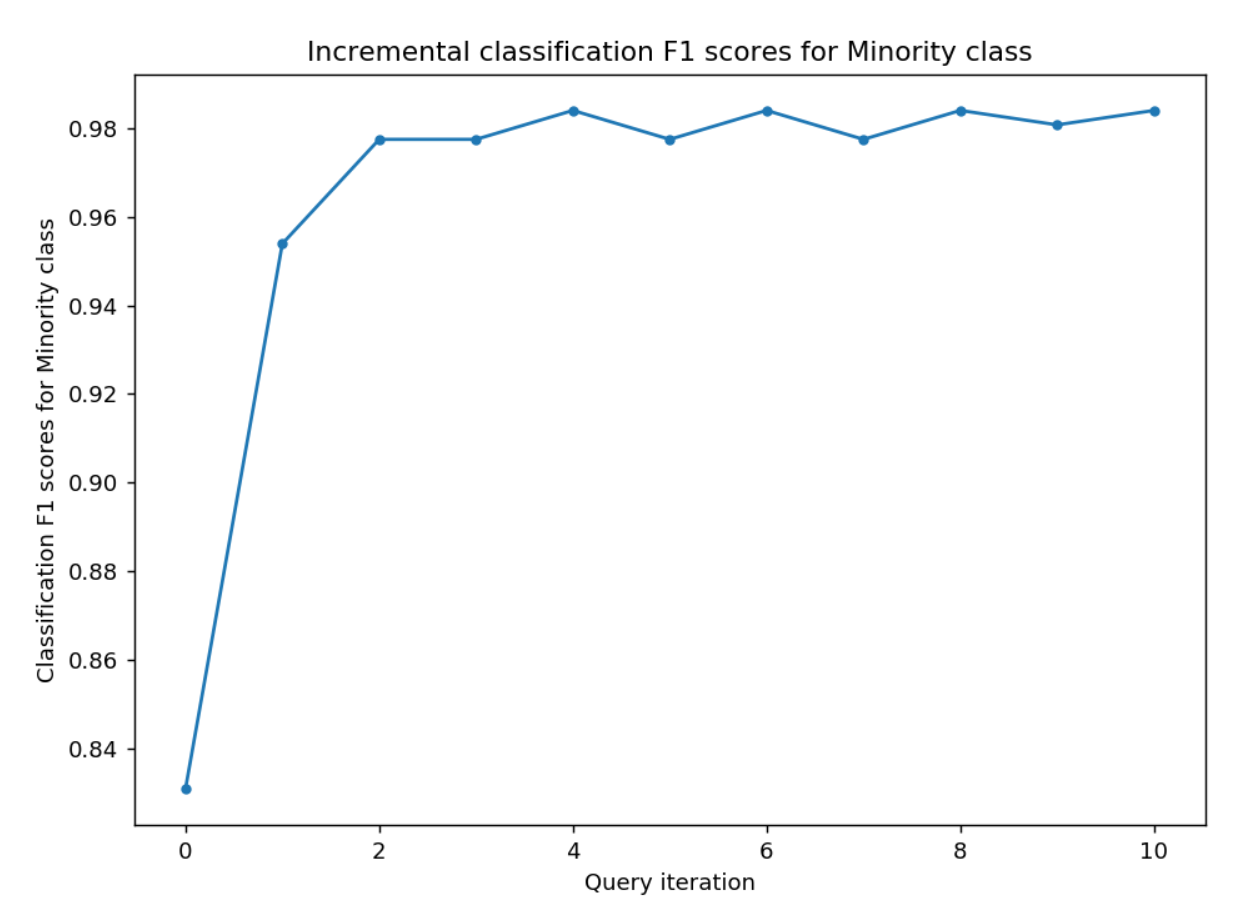 Incremental classification F1 scores for Minority class
Classification F1 scores for Minority class
0.98
0.96
0.94
0.92
0.90
0.88
0.86
0.84
0 2 4 6 8 10
Query iteration